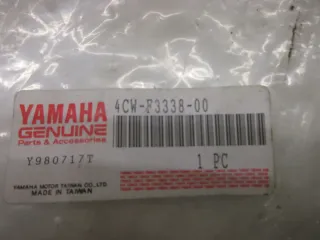 YAMAHA
GENUINE
Parts & Accessories
4CW-F3338-00
Y980717T
1 PC
YAMAHA MOTOR TAIWAN CO., LTD.
MADE IN TAIWAN